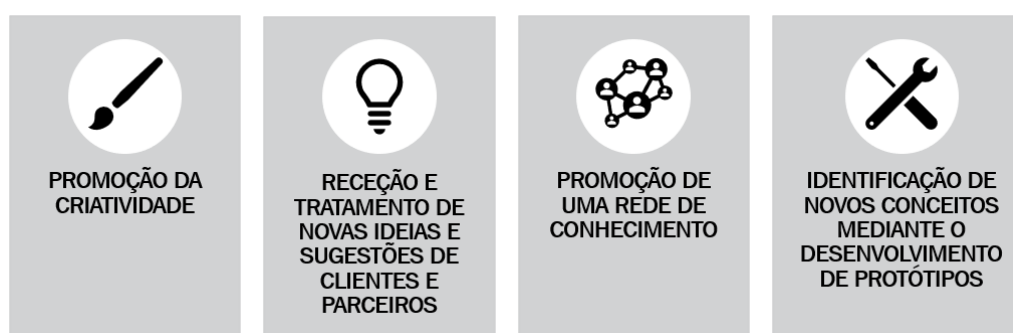 PROMOÇÃO DA
CRIATIVIDADE
RECEÇÃO E
TRATAMENTO DE
NOVAS IDEIAS E
SUGESTÕES DE
CLIENTES E
PARCEIROS
PROMOÇÃO DE
UMA REDE DE
CONHECIMENTO
IDENTIFICAÇÃO DE
NOVOS CONCEITOS
MEDIANTE O
DESENVOLVIMENTO
DE PROTÓTIPOS